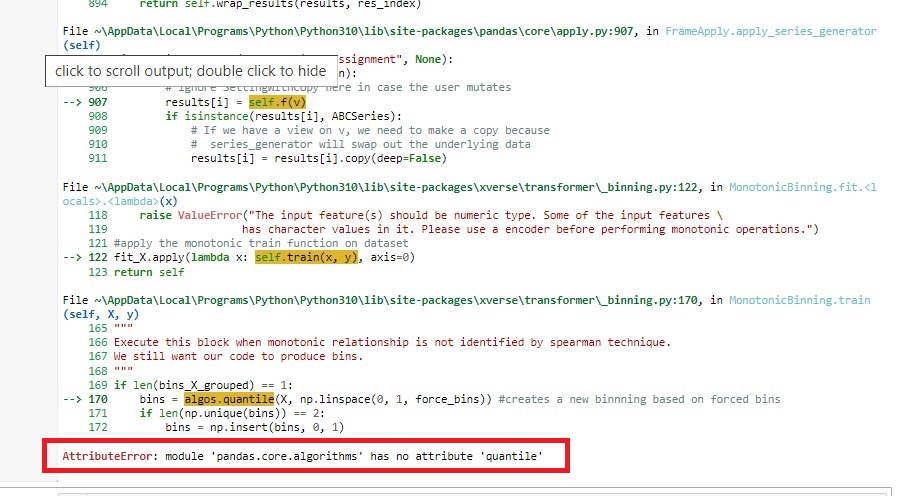 894 return self.wrap_results(results, res_index)
File ~\AppData\Local\Programs\Python\Python310\lib\site-packages\pandas\core\apply.py:907, in FrameApply.apply_series_generator
(self)
ssignment", None):
click to scroll output; double click to hide
n):
906 # ignore SettingWithCopy here in case the user mutates
--> 907 results[i] = self.f(v)
908 if isinstance(results[i], ABCSeries):
909 # If we have a view on v, we need to make a copy because
910 #  series_generator will swap out the underlying data
911 results[i] = results[i].copy(deep=False)
File ~\AppData\Local\Programs\Python\Python310\lib\site-packages\xverse\transformer\_binning.py:122, in MonotonicBinning.fit.<l
ocals>.<lambda>(x)
118 raise ValueError("The input feature(s) should be numeric type. Some of the input features \
119 has character values in it. Please use a encoder before performing monotonic operations.")
121 #apply the monotonic train function on dataset
--> 122 fit_X.apply(lambda x: self.train(x, y), axis=0)
123 return self
File ~\AppData\Local\Programs\Python\Python310\lib\site-packages\xverse\transformer\_binning.py:170, in MonotonicBinning.train
(self, X, y)
165 """
166 Execute this block when monotonic relationship is not identified by spearman technique.
167 We still want our code to produce bins.
168 """
169 if len(bins_X_grouped) == 1:
--> 170 bins = algos.quantile(X, np.linspace(0, 1, force_bins)) #creates a new binnning based on forced bins
171 if len(np.unique(bins)) == 2:
172 bins = np.insert(bins, 0, 1)
AttributeError: module 'pandas.core.algorithms' has no attribute 'quantile'